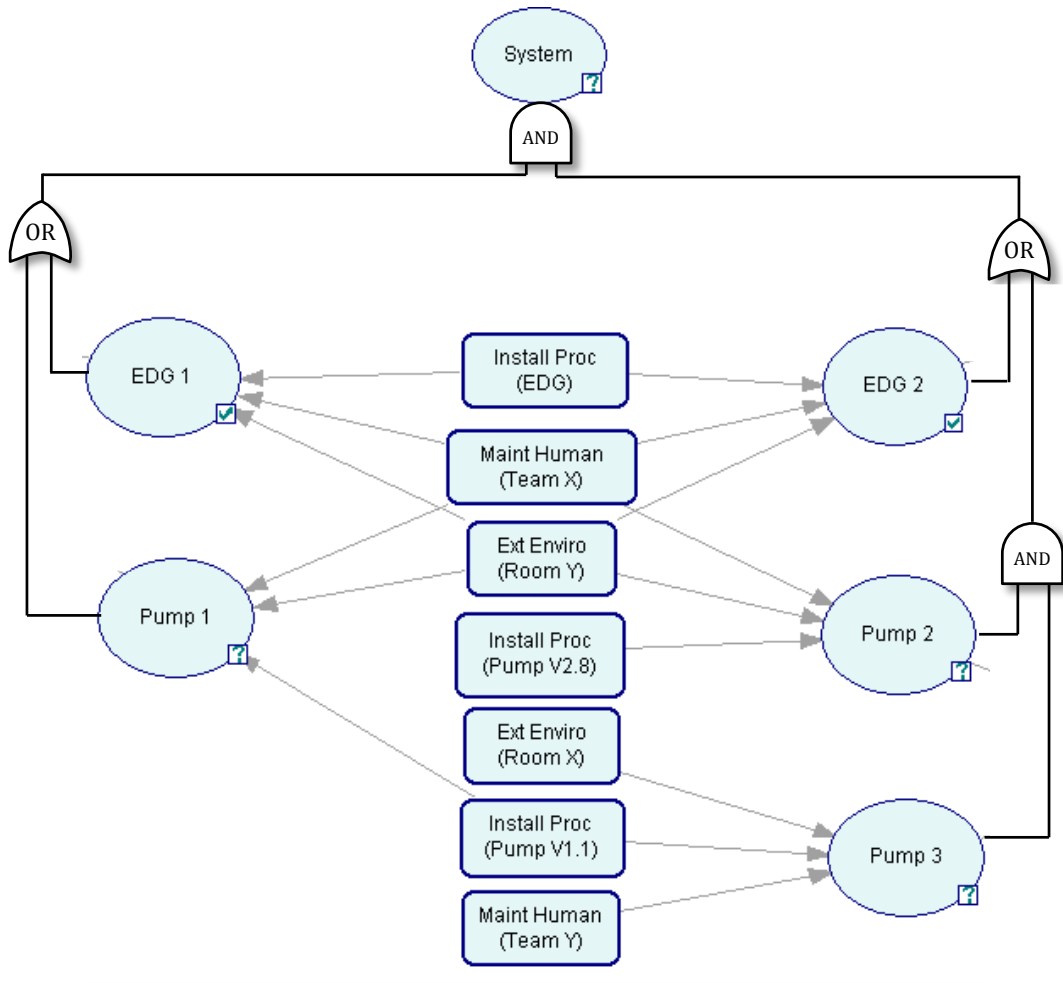 System
AND
OR
OR
EDG 1
Install Proc
(EDG)
EDG 2
Maint Human
(Team X)
Ext Enviro
(Room Y)
AND
Pump 1
Install Proc
(Pump V2.8)
Pump 2
Ext Enviro
(Room X)
Install Proc
(Pump V1.1)
Pump 3
Maint Human
(Team Y)